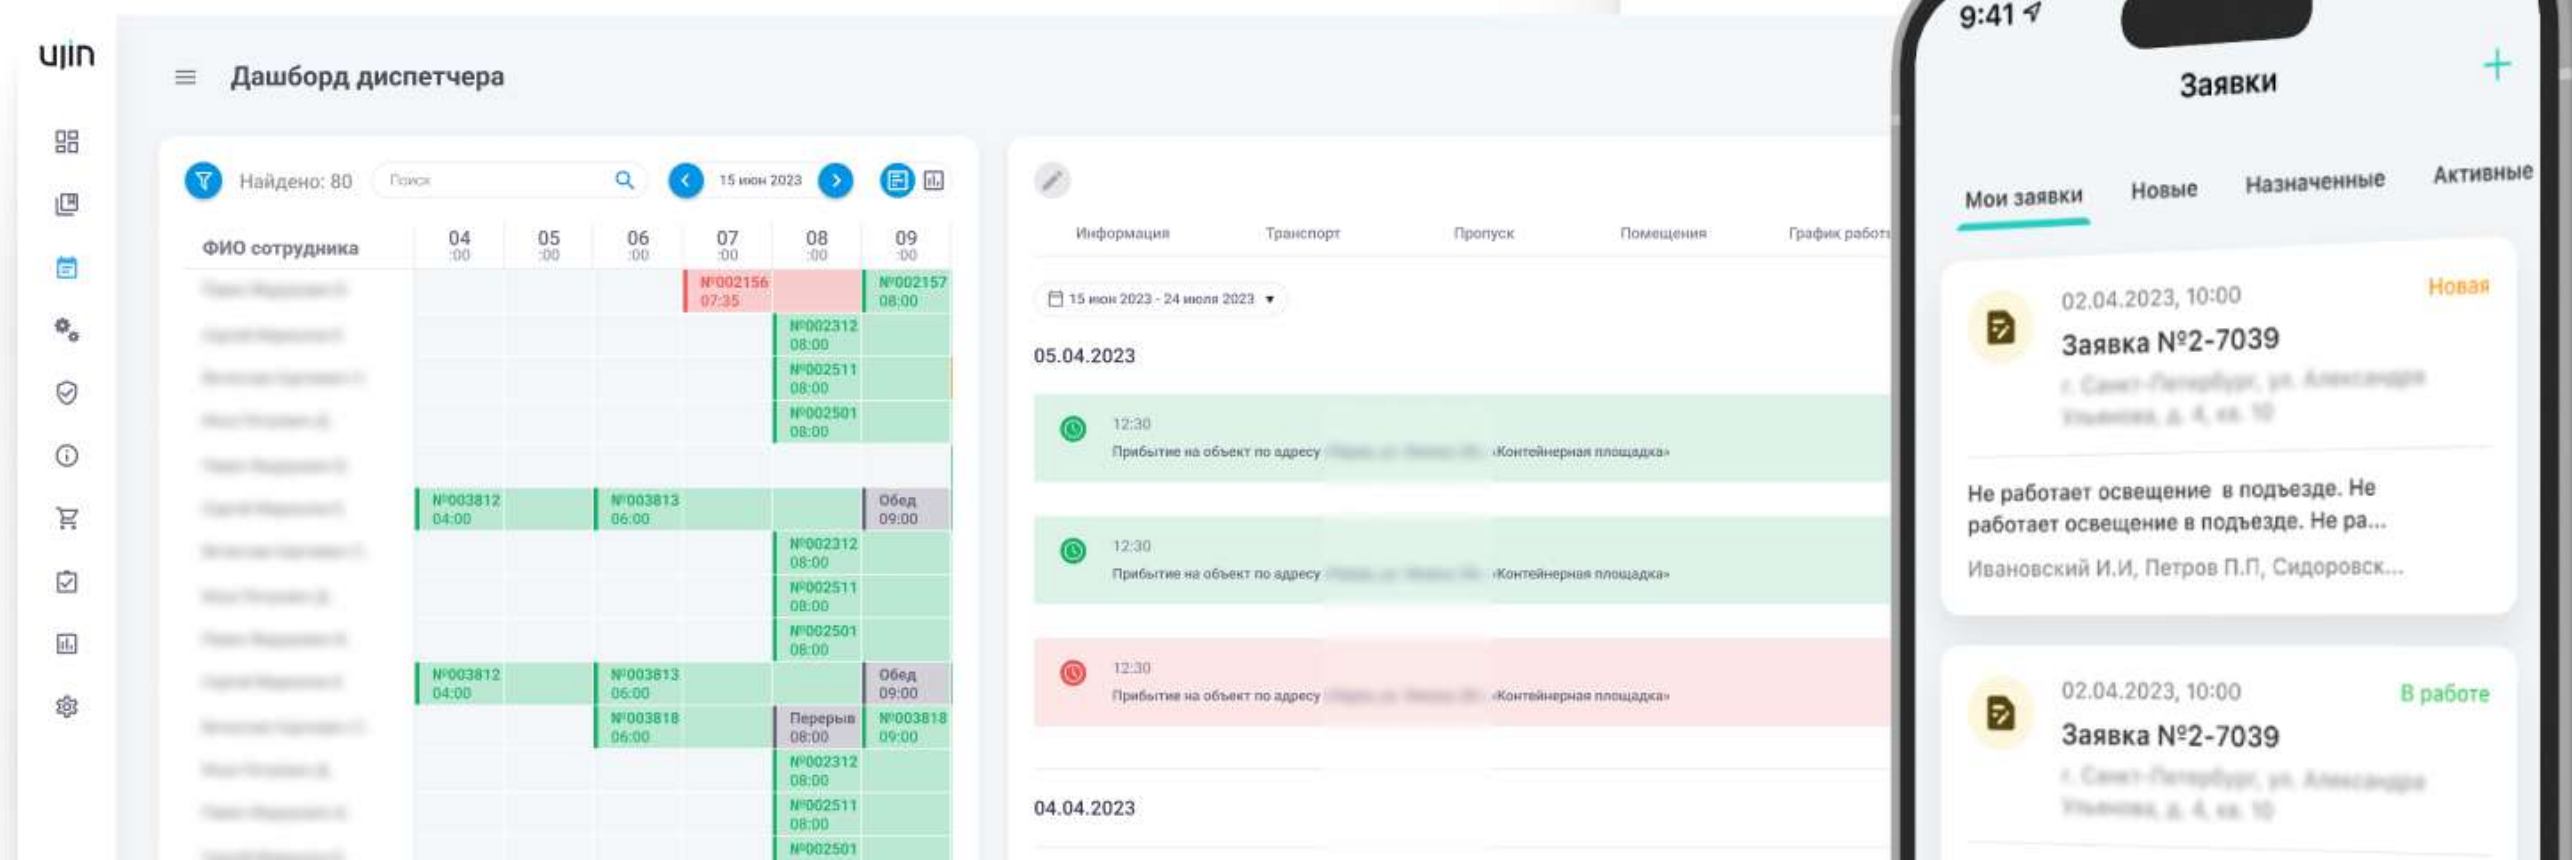 ujin
Дашборд диспетчера
Найдено: 80
Поиск
15 июн 2023
ФИО сотрудника
04 :00
05 :00
06 :00
07 :00
08 :00
09 :00
№002156
07:35
№002157
08:00
№002312
08:00
№002511
08:00
№002501
08:00
№003812
04:00
№003813
06:00
Обед
09:00
№002312
08:00
№002511
08:00
№002501
08:00
№003812
04:00
№003813
06:00
Обед
09:00
№003818
06:00
Перерыв
08:00
№003818
09:00
№002312
08:00
№002511
08:00
№002501
Информация
Транспорт
Пропуск
Помещения
График работы
15 июн 2023 - 24 июля 2023
05.04.2023
12:30
Прибытие на объект по адресу «Контейнерная площадка»
12:30
Прибытие на объект по адресу «Контейнерная площадка»
12:30
Прибытие на объект по адресу «Контейнерная площадка»
04.04.2023
9:41
Заявки
Мои заявки
Новые
Назначенные
Активные
02.04.2023, 10:00
Новая
Заявка №2-7039
Не работает освещение в подъезде. Не
работает освещение в подъезде. Не ра...
Ивановский И.И, Петров П.П, Сидоровск...
02.04.2023, 10:00
В работе
Заявка №2-7039